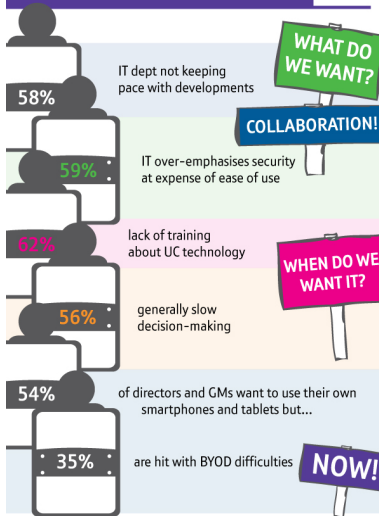 WHAT DO
WE WANT?
IT dept not keeping
pace with developments
58%
COLLABORATION!
59%
IT over-emphasises security
at expense of ease of use
62%
lack of training
about UC technology
WHEN DO WE
WANT IT?
56%
generally slow
decision-making
54%
of directors and GMs want to use their own
smartphones and tablets but...
35%
are hit with BYOD difficulties
NOW!